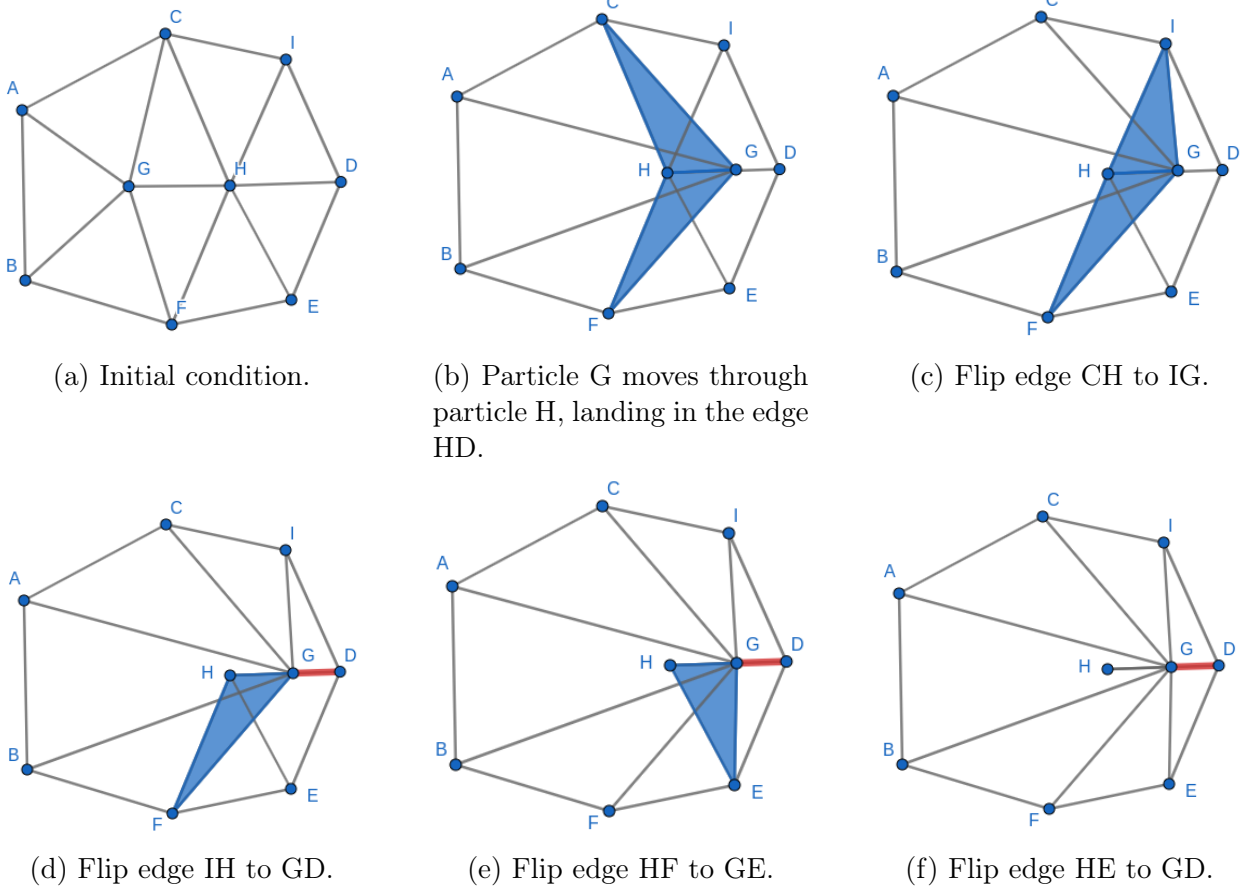 C
I
A
G
H
D
B
F
E
C
I
A
H
G
D
B
F
E
C
I
A
H
G
D
B
F
E
(a) Initial condition.
(b) Particle G moves through
particle H, landing in the edge
HD.
(c) Flip edge CH to IG.
C
I
A
H
G
D
B
F
E
C
I
A
H
G
D
B
F
E
C
I
A
H
G
D
B
F
E
(d) Flip edge IH to GD.
(e) Flip edge HF to GE.
(f) Flip edge HE to GD.